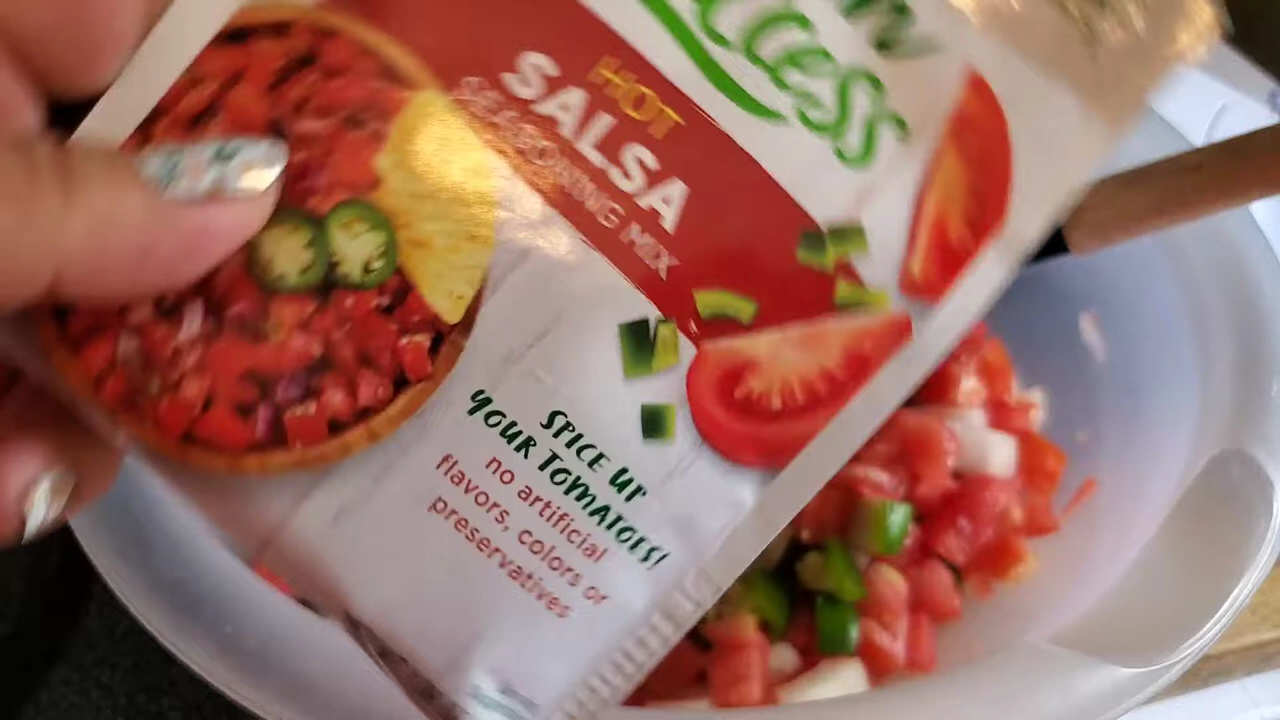 HOT
SALSA
SEASONING MIX
SPICE UP
YOUR TOMATOES!
no artificial
flavors, colors or
preservatives